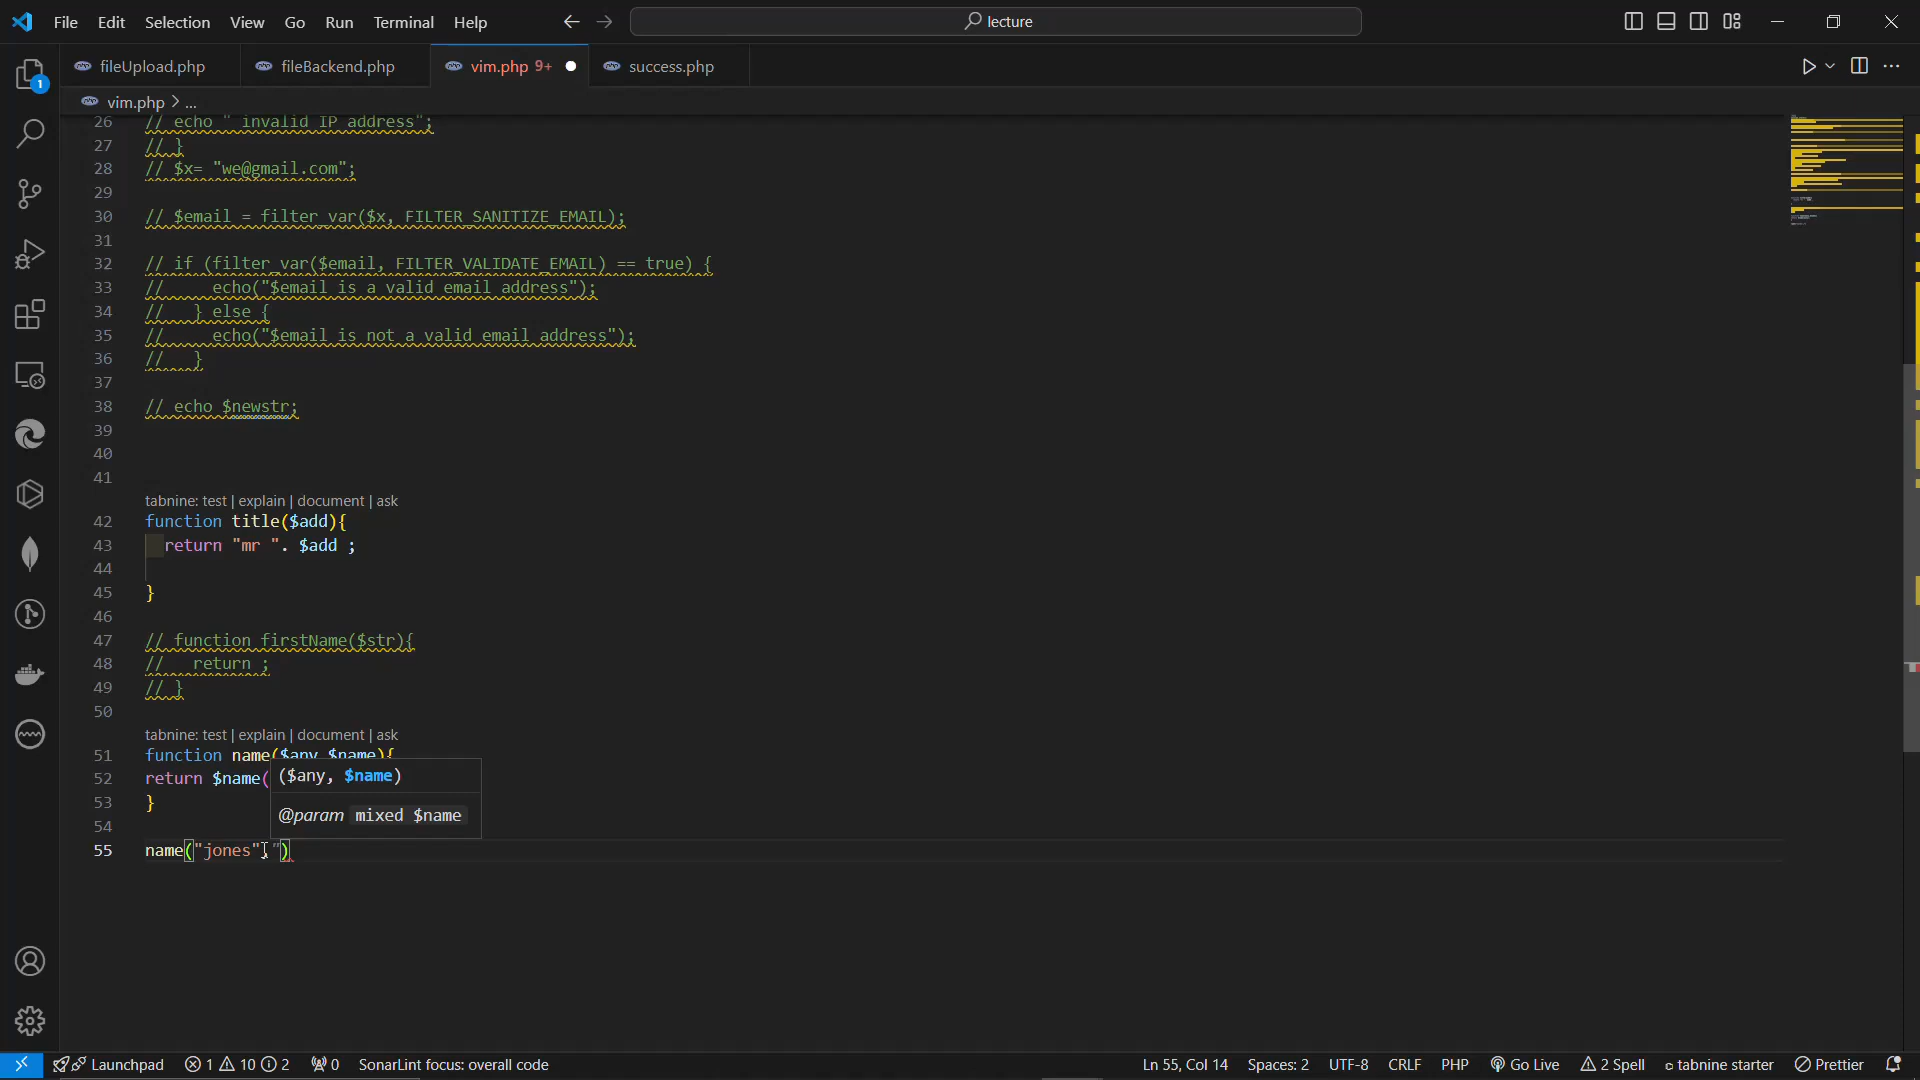 File Edit Selection View Go Run Terminal Help
lecture
fileUpload.php fileBackend.php vim.php 9+ success.php
vim.php > ...
1
26 // echo " invalid IP address";
27 // }
28 // $x= "we@gmail.com";
29
30 // $email = filter_var($x, FILTER_SANITIZE_EMAIL);
31
32 // if (filter_var($email, FILTER_VALIDATE_EMAIL) == true) {
33 //     echo("$email is a valid email address");
34 //   } else {
35 //     echo("$email is not a valid email address");
36 //   }
37
38 // echo $newstr;
39
40
41
tabnine: test | explain | document | ask
42 function title($add){
43   return "mr ". $add ;
44
45 }
46
47 // function firstName($str){
48 //   return ;
49 // }
50
tabnine: test | explain | document | ask
51 function name($any,$name){
52 return $name(
($any, $name)
53 }
@param mixed $name
54
55 name("jones",")
Launchpad 1 10 2 0 SonarLint focus: overall code Ln 55, Col 14 Spaces: 2 UTF-8 CRLF PHP Go Live 2 Spell tabnine starter Prettier